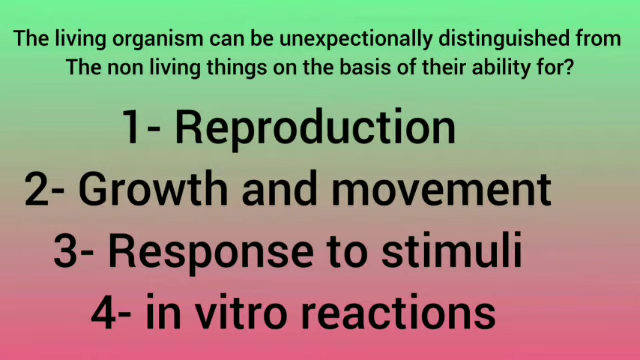 The living organism can be unexpectionally distinguished from
The non living things on the basis of their ability for?
1- Reproduction
2- Growth and movement
3- Response to stimuli
4- in vitro reactions